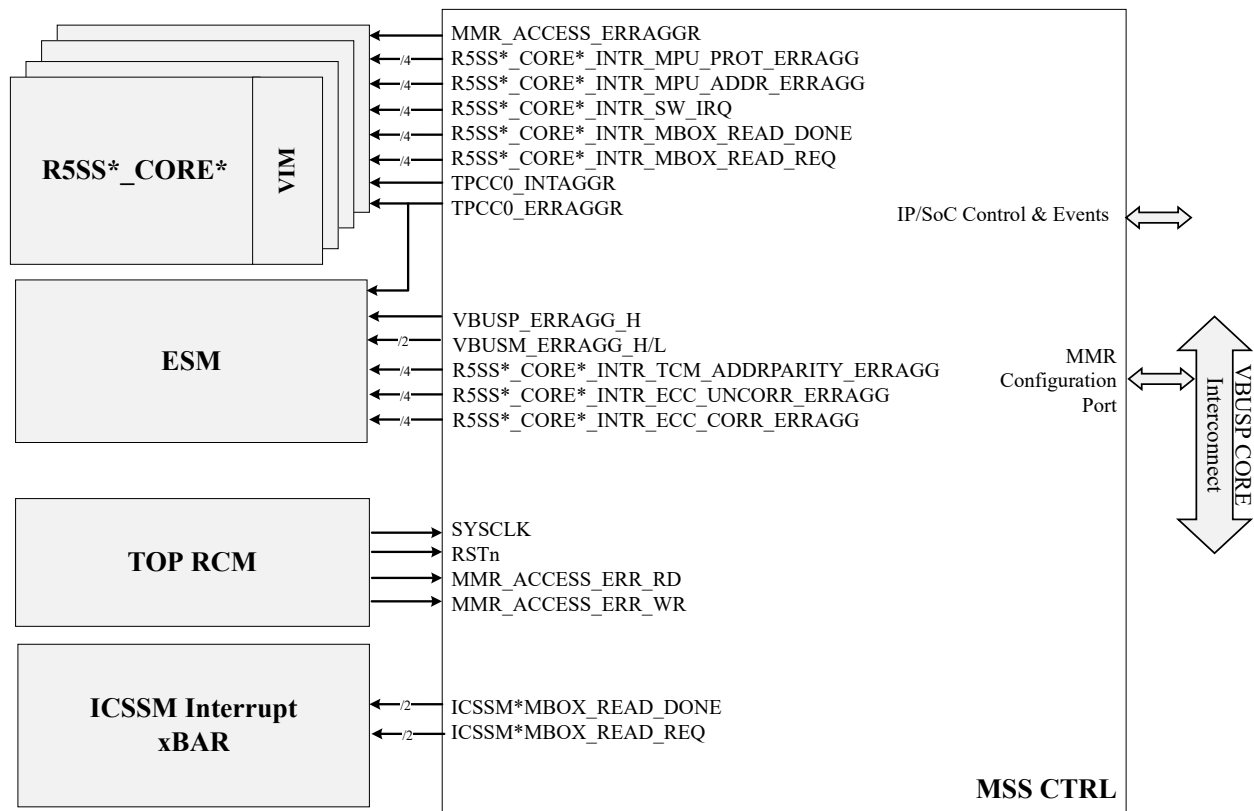 MMR_ACCESS_ERRAGGR
/4 R5SS*_CORE*_INTR_MPU_PROT_ERRAGG
/4 R5SS*_CORE*_INTR_MPU_ADDR_ERRAGG
/4 R5SS*_CORE*_INTR_SW_IRQ
/4 R5SS*_CORE*_INTR_MBOX_READ_DONE
/4 R5SS*_CORE*_INTR_MBOX_READ_REQ
TPCC0_INTAGGR
TPCC0_ERRAGGR
R5SS*_CORE*
VIM
IP/SoC Control & Events
ESM
VBUSP_ERRAGG_H
/2 VBUSM_ERRAGG_H/L
/4 R5SS*_CORE*_INTR_TCM_ADDRPARITY_ERRAGG
/4 R5SS*_CORE*_INTR_ECC_UNCORR_ERRAGG
/4 R5SS*_CORE*_INTR_ECC_CORR_ERRAGG
MMR
Configuration
Port
VBUSP CORE
Interconnect
TOP RCM
SYSCLK
RSTn
MMR_ACCESS_ERR_RD
MMR_ACCESS_ERR_WR
ICSSM Interrupt
xBAR
/2 ICSSM*MBOX_READ_DONE
/2 ICSSM*MBOX_READ_REQ
MSS CTRL